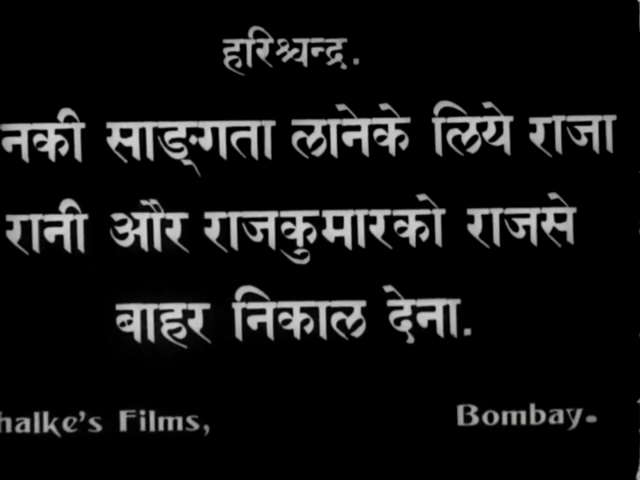 हरिश्चन्द्र.
नकी साङ्गता लानेके लिये राजा
रानी और राजकुमारको राजसे
बाहर निकाल देना.
halke's Films, Bombay.